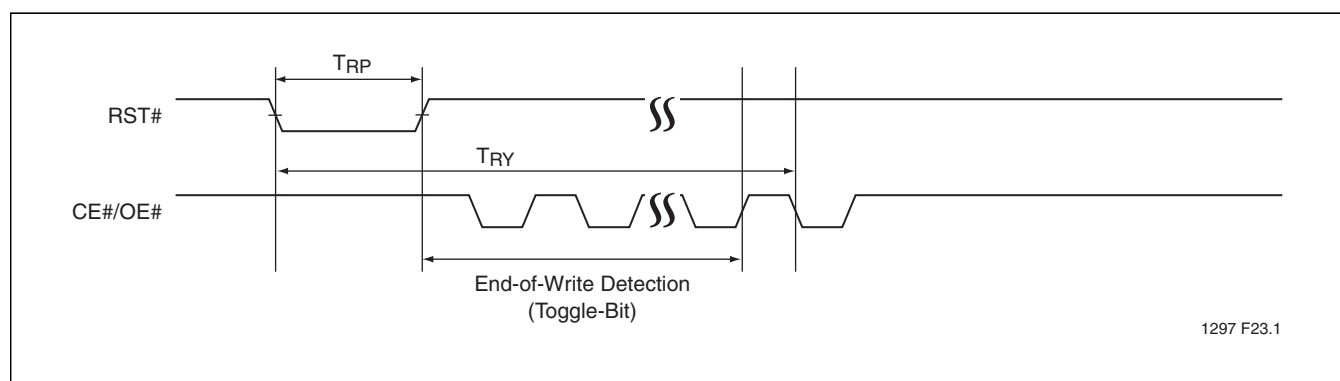 TRP
RST#
TRY
CE#/OE#
End-of-Write Detection
(Toggle-Bit)
1297 F23.1